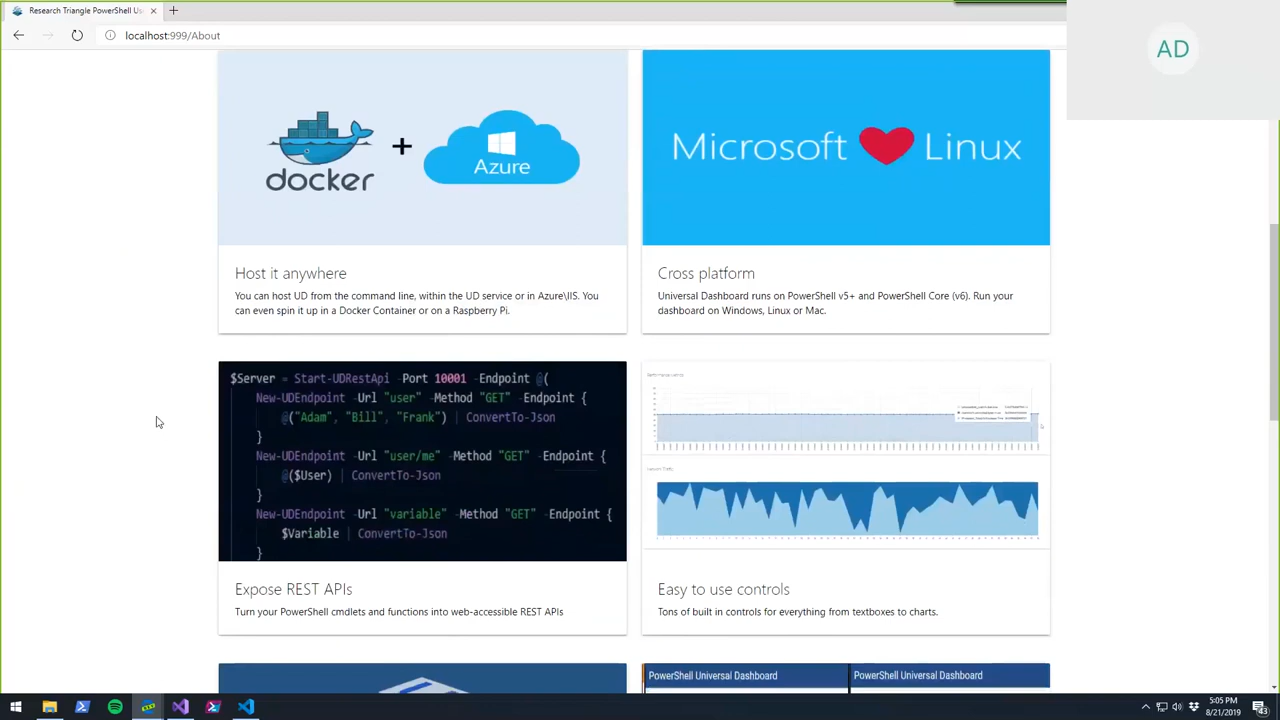 Research Triangle PowerShell Us
localhost:999/About
AD
docker
+
Azure
Microsoft
Linux
Host it anywhere
You can host UD from the command line, within the UD service or in Azure\IIS. You
can even spin it up in a Docker Container or on a Raspberry Pi.
Cross platform
Universal Dashboard runs on PowerShell v5+ and PowerShell Core (v6). Run your
dashboard on Windows, Linux or Mac.
$Server = Start-UDRestApi -Port 10001 -Endpoint @(
New-UDEndpoint -Url "user" -Method "GET" -Endpoint {
@("Adam", "Bill", "Frank") | ConvertTo-Json
}
New-UDEndpoint -Url "user/me" -Method "GET" -Endpoint {
@($User) | ConvertTo-Json
}
New-UDEndpoint -Url "variable" -Method "GET" -Endpoint {
$Variable | ConvertTo-Json
}
Network Traffic
Expose REST APIs
Turn your PowerShell cmdlets and functions into web-accessible REST APIs
Easy to use controls
Tons of built in controls for everything from textboxes to charts.
PowerShell Universal Dashboard
PowerShell Universal Dashboard
5:05 PM
8/21/2019
43